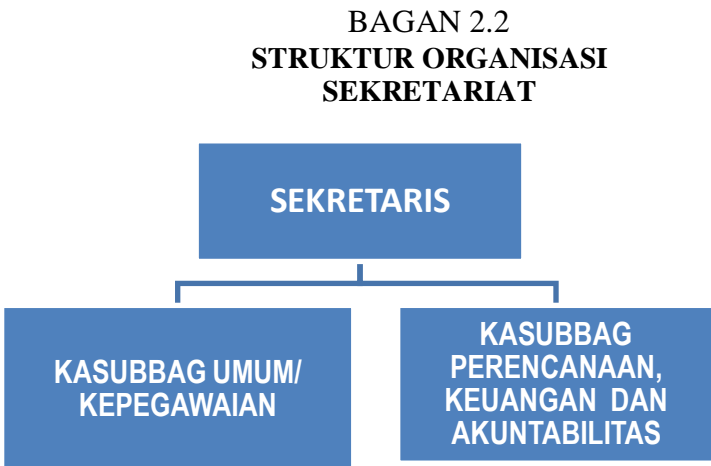 BAGAN 2.2
STRUKTUR ORGANISASI
SEKRETARIAT
SEKRETARIS
KASUBBAG UMUM/
KEPEGAWAIAN
KASUBBAG
PERENCANAAN,
KEUANGAN DAN
AKUNTABILITAS